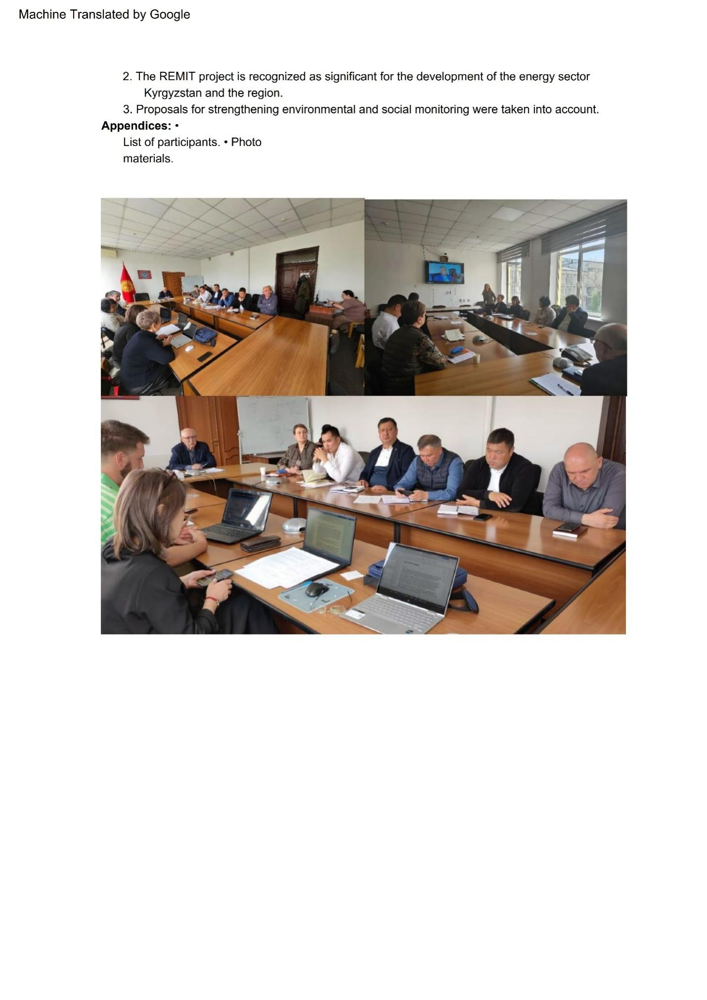 Machine Translated by Google
2. The REMIT project is recognized as significant for the development of the energy sector
Kyrgyzstan and the region.
3. Proposals for strengthening environmental and social monitoring were taken into account.
Appendices: •
List of participants. • Photo
materials.